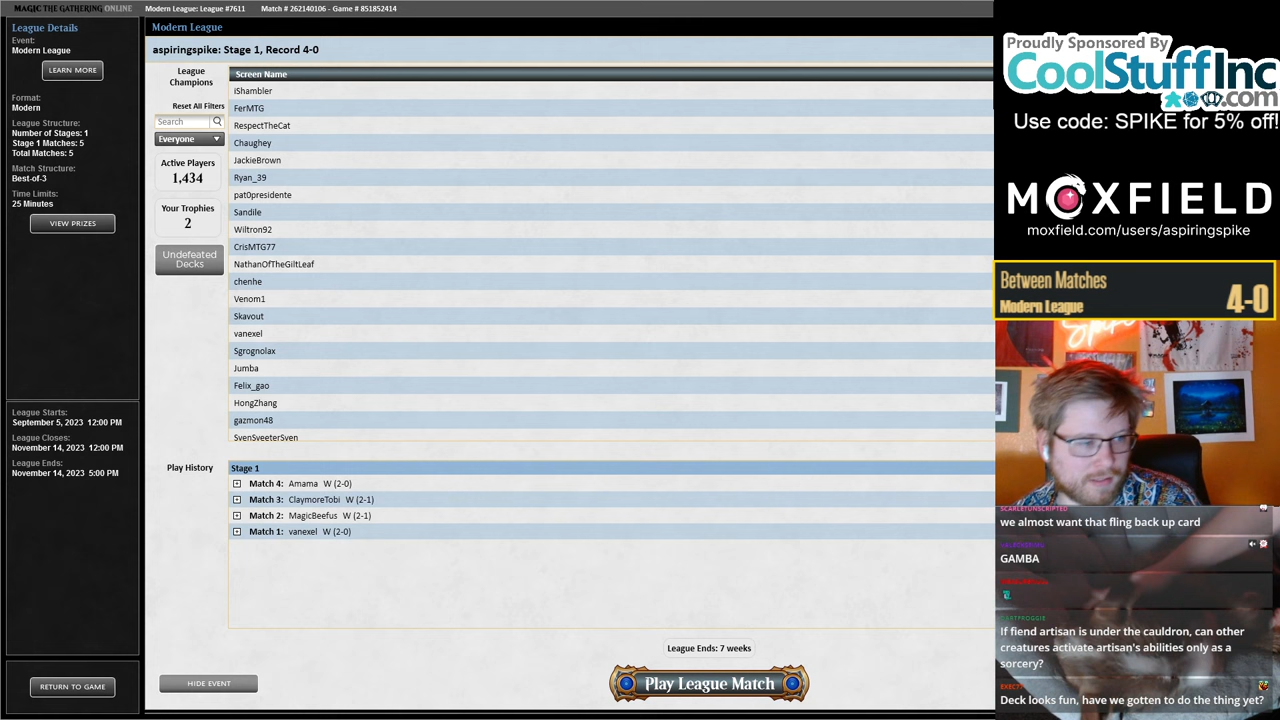 MAGIC THE GATHERING ONLINE
Modern League: League #7611
Match # 262140106 - Game # 851852414
League Details
Event:
Modern League
LEARN MORE
Format:
Modern
League Structure:
Number of Stages: 1
Stage 1 Matches: 5
Total Matches: 5
Match Structure:
Best-of-3
Time Limits:
25 Minutes
VIEW PRIZES
League Starts:
September 5, 2023 12:00 PM
League Closes:
November 14, 2023 12:00 PM
League Ends:
November 14, 2023 5:00 PM
RETURN TO GAME
Modern League
aspiringspike: Stage 1, Record 4-0
League
Champions
Reset All Filters
Search
Everyone
Active Players
1,434
Your Trophies
2
Undefeated
Decks
Screen Name
iShambler
FerMTG
RespectTheCat
Chaughey
JackieBrown
Ryan_39
pat0presidente
Sandile
Wiltron92
CrisMTG77
NathanOfTheGiltLeaf
chenhe
Venom1
Skavout
vanexel
Sgrognolax
Jumba
Felix_gao
HongZhang
gazmon48
SvenSveeterSven
Play History
Stage 1
Match 4: Amama W (2-0)
Match 3: ClaymoreTobi W (2-1)
Match 2: MagicBeefus W (2-1)
Match 1: vanexel W (2-0)
League Ends: 7 weeks
HIDE EVENT
Play League Match
Proudly Sponsored By
CoolStuffInc
.com
Use code: SPIKE for 5% off!
MOXFIELD
moxfield.com/users/aspiringspike
Between Matches
Modern League
4-0
Spike
SCARLETUNSCRIPTED
we almost want that fling back up card
GAMBA
If fiend artisan is under the cauldron, can other
creatures activate artisan's abilities only as a
sorcery?
Deck looks fun, have we gotten to do the thing yet?